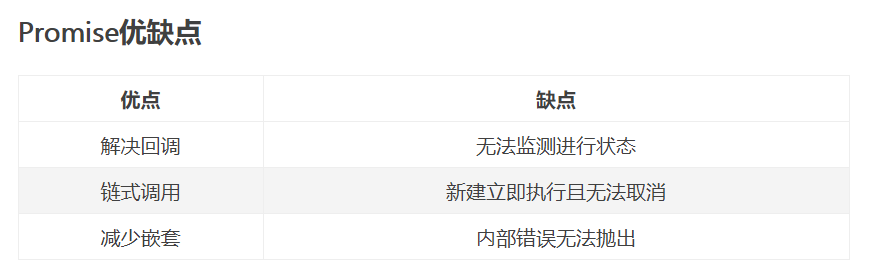 Promise优缺点
优点 缺点
解决回调 无法监测进行状态
链式调用 新建立即执行且无法取消
减少嵌套 内部错误无法抛出